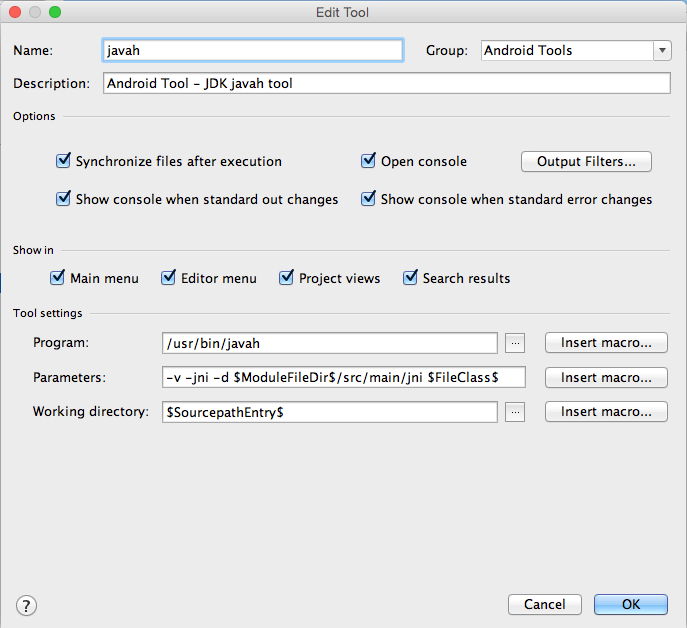 Edit Tool
Name: javah Group: Android Tools
Description: Android Tool - JDK javah tool
Options
Synchronize files after execution Open console Output Filters...
Show console when standard out changes Show console when standard error changes
Show in
Main menu Editor menu Project views Search results
Tool settings
Program: /usr/bin/javah ... Insert macro...
Parameters: -v -jni -d $ModuleFileDir$/src/main/jni $FileClass$ Insert macro...
Working directory: $SourcepathEntry$ ... Insert macro...
? Cancel OK